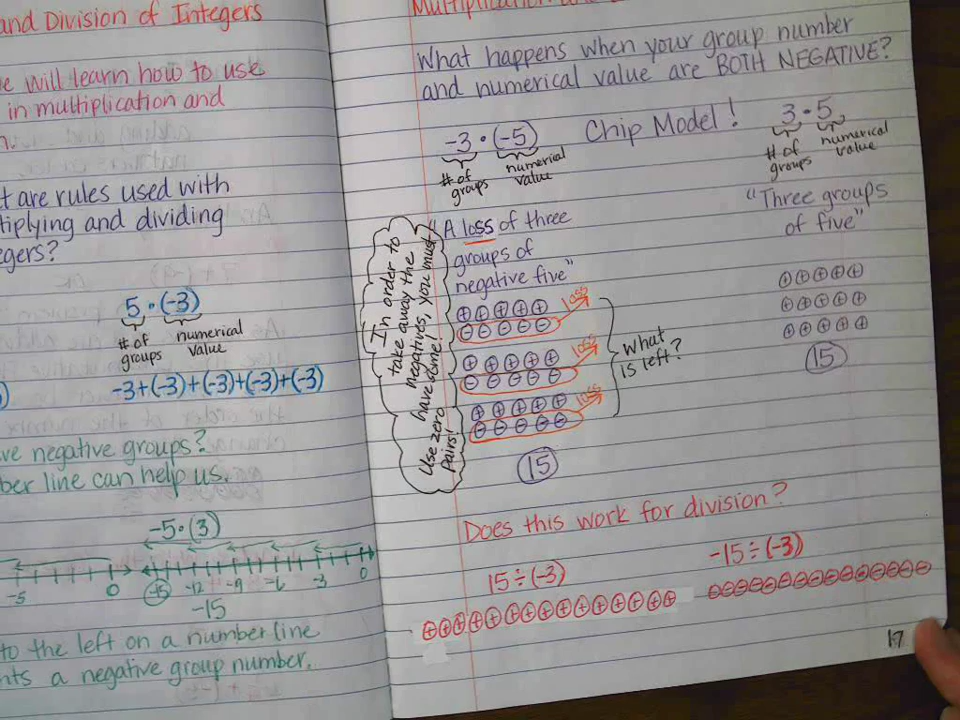 and Division of Integers
we will learn how to use
in multiplication and
are rules used with
multiplying and dividing
integers?
5 · (-3)
# of groups
numerical value
-3 + (-3) + (-3) + (-3) + (-3)
have negative groups?
number line can help us.
-5 · (3)
-5 0
-15 -12 -9 -6 -3 0
-15
to the left on a number line
a negative group number.
Multiplication
What happens when your group number
and numerical value are BOTH NEGATIVE?
-3 · (-5)
# of groups
numerical value
Chip Model!
3 · 5
# of groups
numerical value
"A loss of three
groups of
negative five"
"Three groups
of five"
In order to
take away the
negatives, you must
have some!
Use zero
pairs!
+ + + + +
- - - - - loss
+ + + + +
- - - - - loss
+ + + + +
- - - - - loss
What
is left?
15
+ + + + +
+ + + + +
+ + + + +
15
Does this work for division?
15 ÷ (-3)
-15 ÷ (-3)
+ + + + + + + + + + + + + + +
- - - - - - - - - - - - - - -
17